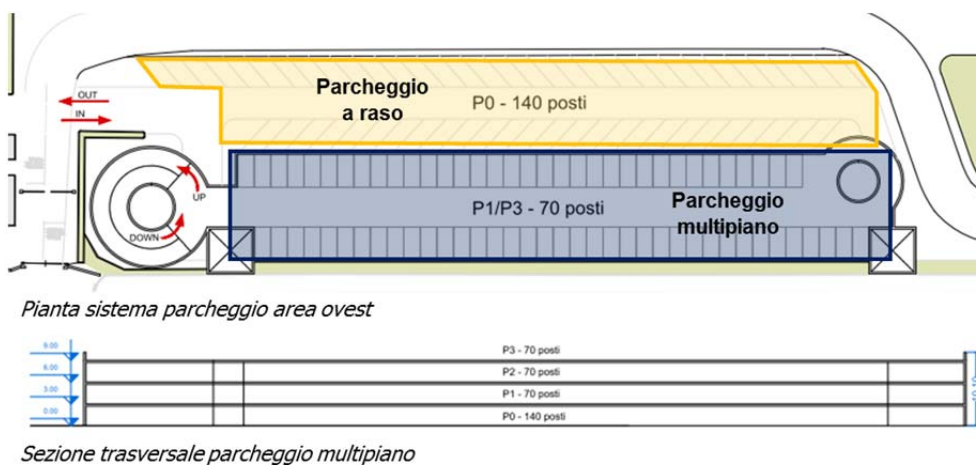 Parcheggio
a raso
P0 - 140 posti
OUT
IN
UP
DOWN
P1/P3 - 70 posti
Parcheggio
multipiano
Pianta sistema parcheggio area ovest
9.00
P3 - 70 posti
6.00
P2 - 70 posti
3.00
P1 - 70 posti
0.00
P0 - 140 posti
Sezione trasversale parcheggio multipiano